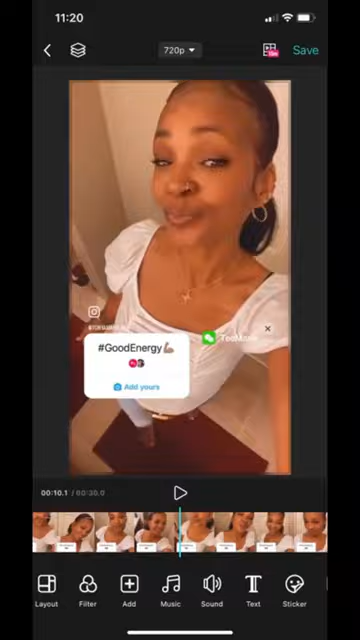 11:20
720p
Save
#GoodEnergy💪🏽
Add yours
00:10.1 / 00:30.0
Layout
Filter
Add
Music
Sound
Text
Sticker